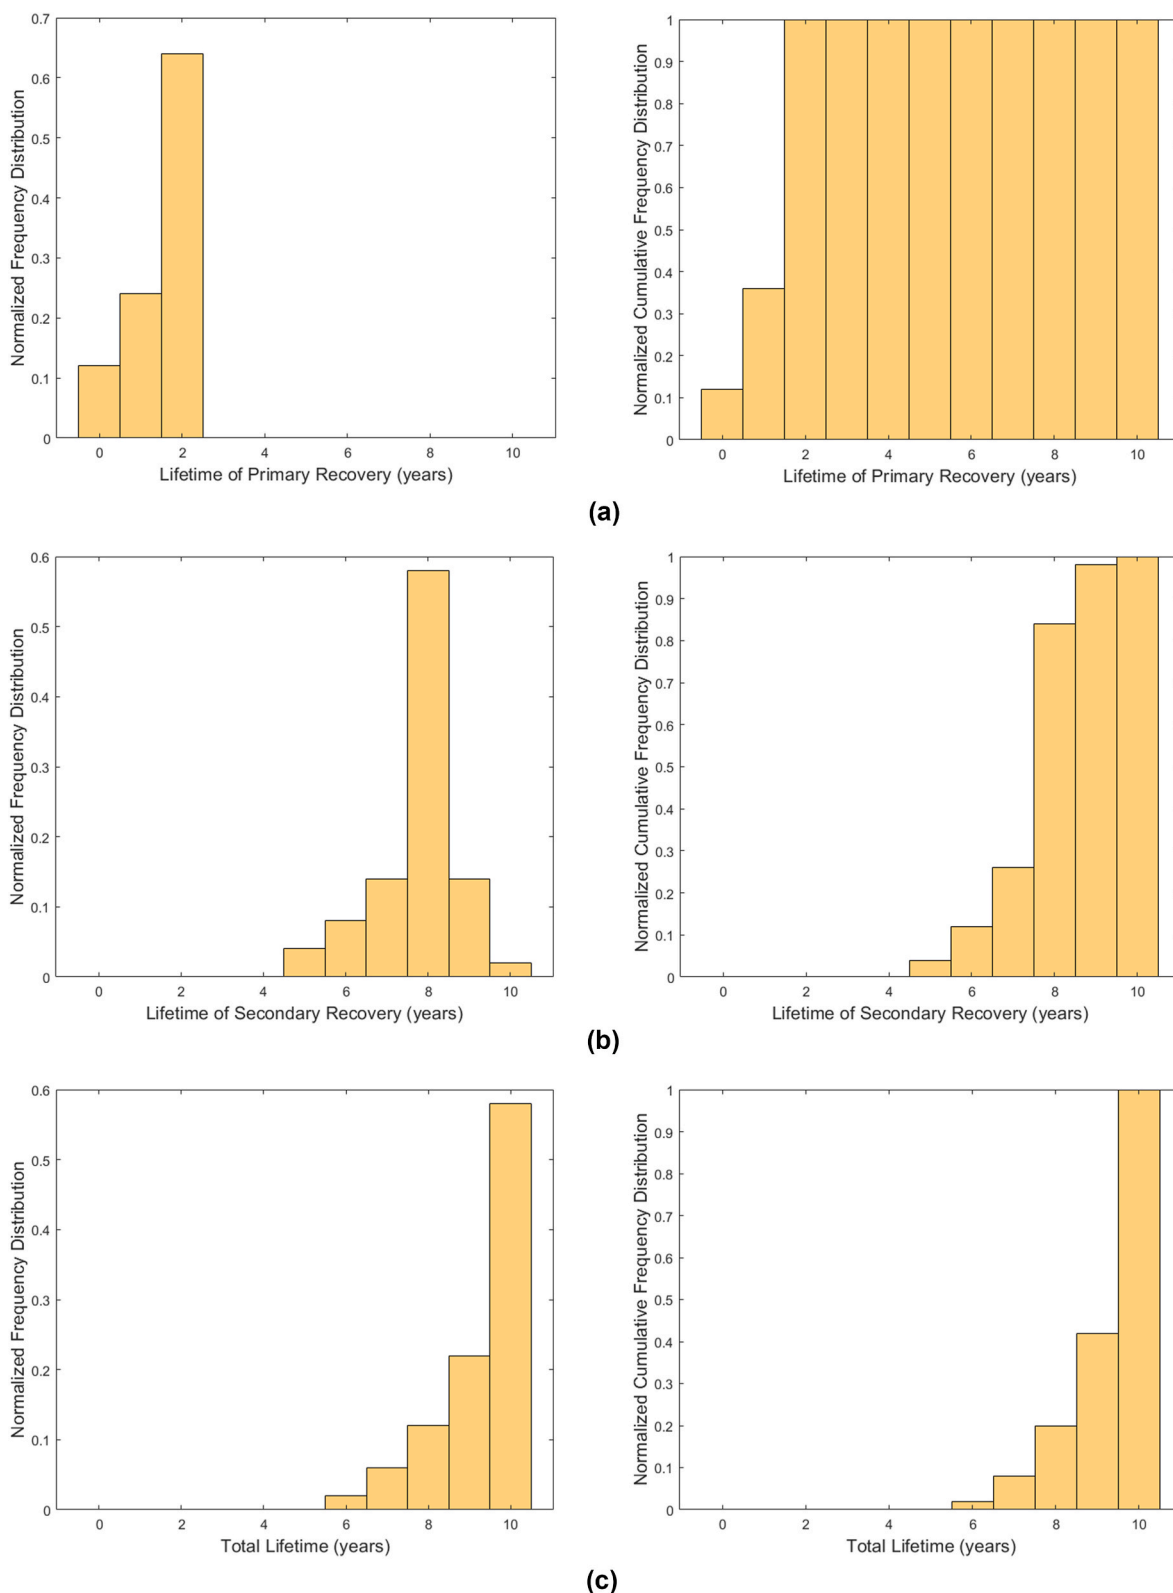 Normalized Frequency Distribution
0.7
0.6
0.5
0.4
0.3
0.2
0.1
0
0 2 4 6 8 10
Lifetime of Primary Recovery (years)
Normalized Cumulative Frequency Distribution
1
0.9
0.8
0.7
0.6
0.5
0.4
0.3
0.2
0.1
0
0 2 4 6 8 10
Lifetime of Primary Recovery (years)
(a)
Normalized Frequency Distribution
0.6
0.5
0.4
0.3
0.2
0.1
0
0 2 4 6 8 10
Lifetime of Secondary Recovery (years)
Normalized Cumulative Frequency Distribution
1
0.9
0.8
0.7
0.6
0.5
0.4
0.3
0.2
0.1
0
0 2 4 6 8 10
Lifetime of Secondary Recovery (years)
(b)
Normalized Frequency Distribution
0.6
0.5
0.4
0.3
0.2
0.1
0
0 2 4 6 8 10
Total Lifetime (years)
Normalized Cumulative Frequency Distribution
1
0.9
0.8
0.7
0.6
0.5
0.4
0.3
0.2
0.1
0
0 2 4 6 8 10
Total Lifetime (years)
(c)